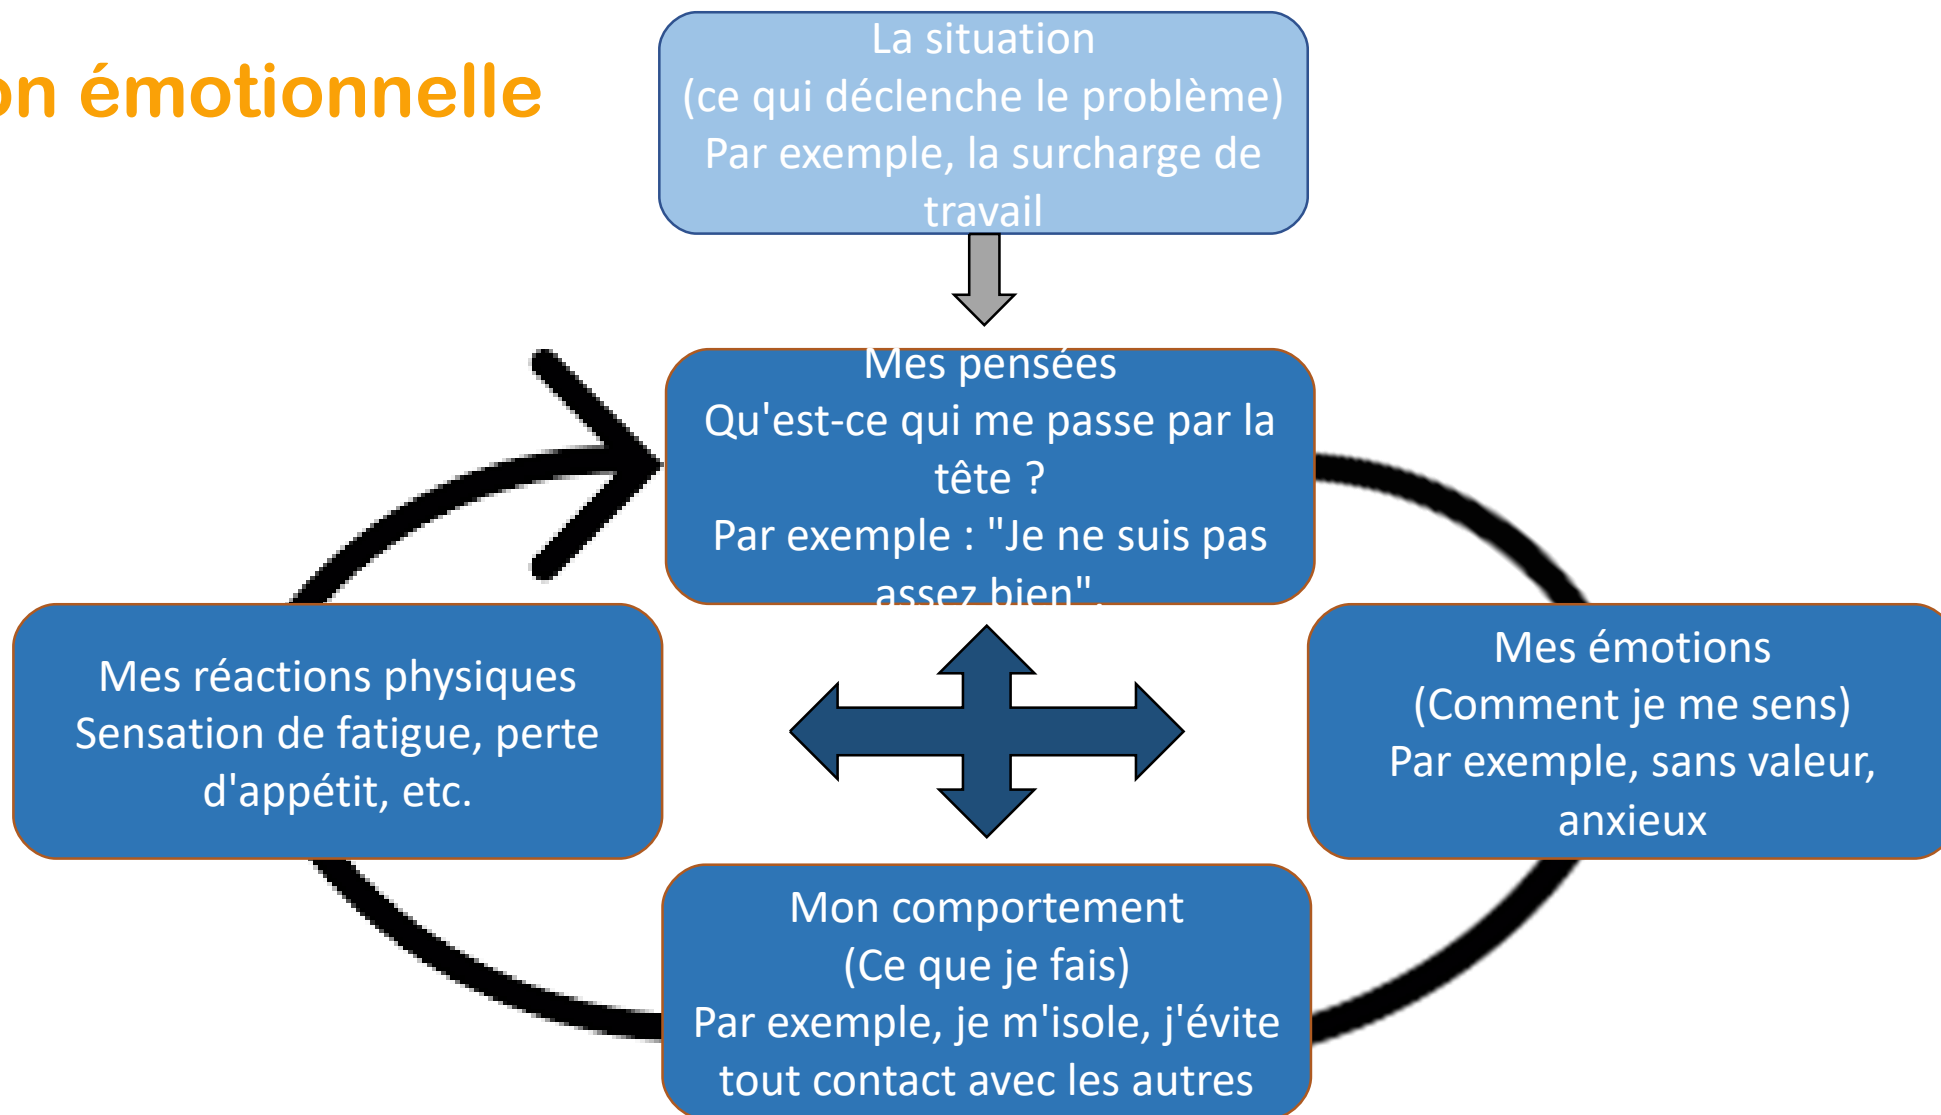 on émotionnelle
La situation
(ce qui déclenche le problème)
Par exemple, la surcharge de
travail
Mes pensées
Qu'est-ce qui me passe par la
tête ?
Par exemple : "Je ne suis pas
assez bien".
Mes réactions physiques
Sensation de fatigue, perte
d'appétit, etc.
Mes émotions
(Comment je me sens)
Par exemple, sans valeur,
anxieux
Mon comportement
(Ce que je fais)
Par exemple, je m'isole, j'évite
tout contact avec les autres